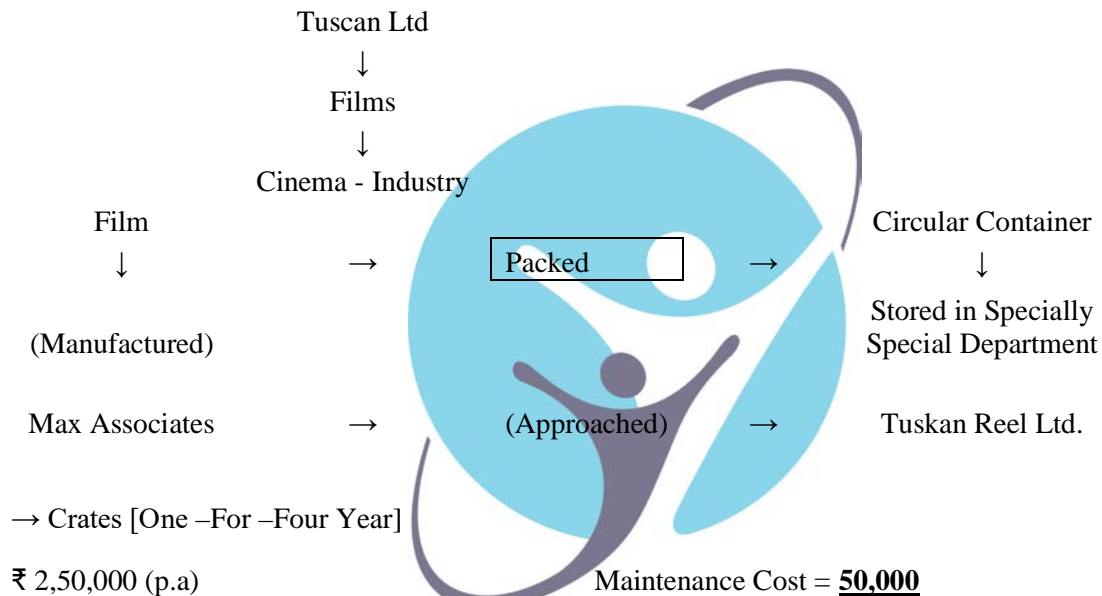 Tuscan Ltd
↓
Films
↓
Cinema - Industry
Film Circular Container
↓ → Packed → ↓
(Manufactured) Stored in Specially
Special Department
Max Associates → (Approached) → Tuskan Reel Ltd.
→ Crates [One –For –Four Year]
₹ 2,50,000 (p.a) Maintenance Cost = 50,000